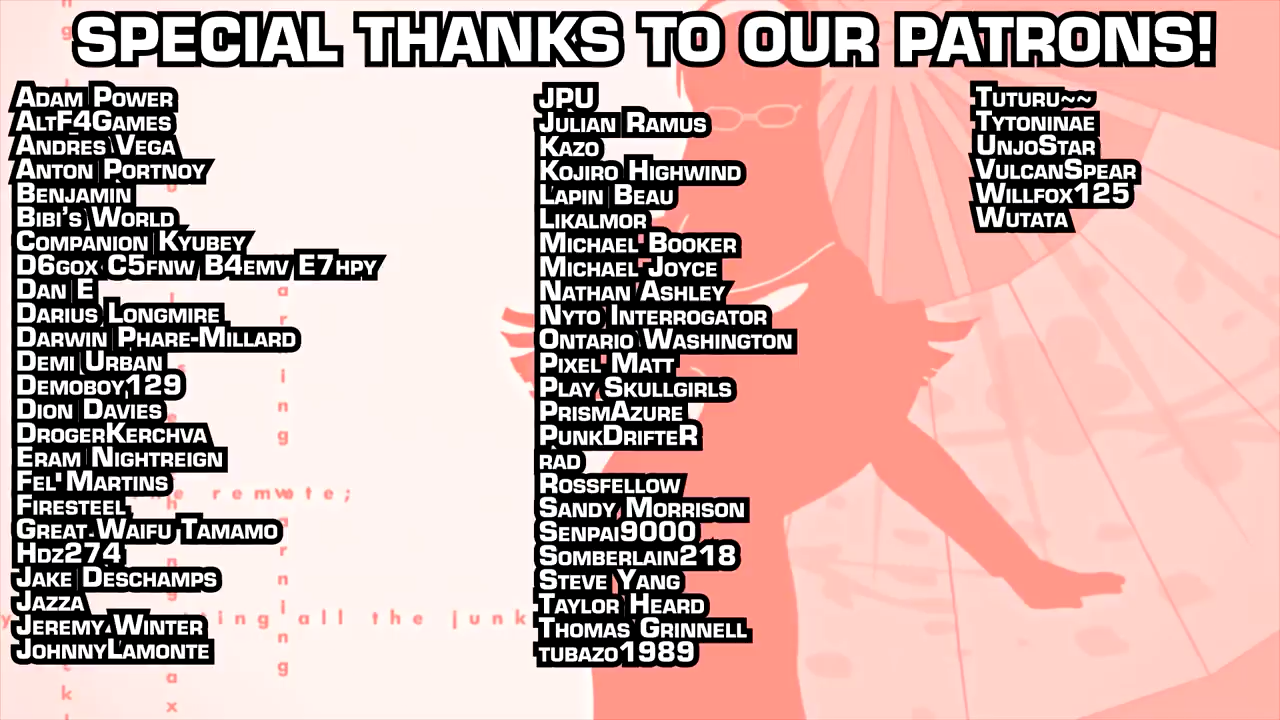 SPECIAL THANKS TO OUR PATRONS!
ADAM POWER
ALTF4GAMES
ANDRES VEGA
ANTON PORTNOY
BENJAMIN
BIBI'S WORLD
COMPANION KYUBEY
D6GOX C5FNW B4EMV E7HPY
DAN E
DARIUS LONGMIRE
DARWIN PHARE-MILLARD
DEMI URBAN
DEMOBOY129
DION DAVIES
DROGERKERCHVA
ERAM NIGHTREIGN
FEL' MARTINS
FIRESTEEL
GREAT WAIFU TAMAMO
HDZ274
JAKE DESCHAMPS
JAZZA
JEREMY WINTER
JOHNNYLAMONTE
JPU
JULIAN RAMUS
KAZO
KOJIRO HIGHWIND
LAPIN BEAU
LIKALMOR
MICHAEL BOOKER
MICHAEL JOYCE
NATHAN ASHLEY
NYTO INTERROGATOR
ONTARIO WASHINGTON
PIXEL MATT
PLAY SKULLGIRLS
PRISMAZURE
PUNKDRIFTER
RAD
ROSSFELLOW
SANDY MORRISON
SENPAI9000
SOMBERLAIN218
STEVE YANG
TAYLOR HEARD
THOMAS GRINNELL
TUBAZO1989
TUTURU~~
TYTONINAE
UNJOSTAR
VULCANSPEAR
WILLFOX125
WUTATA
remote;
all the junk